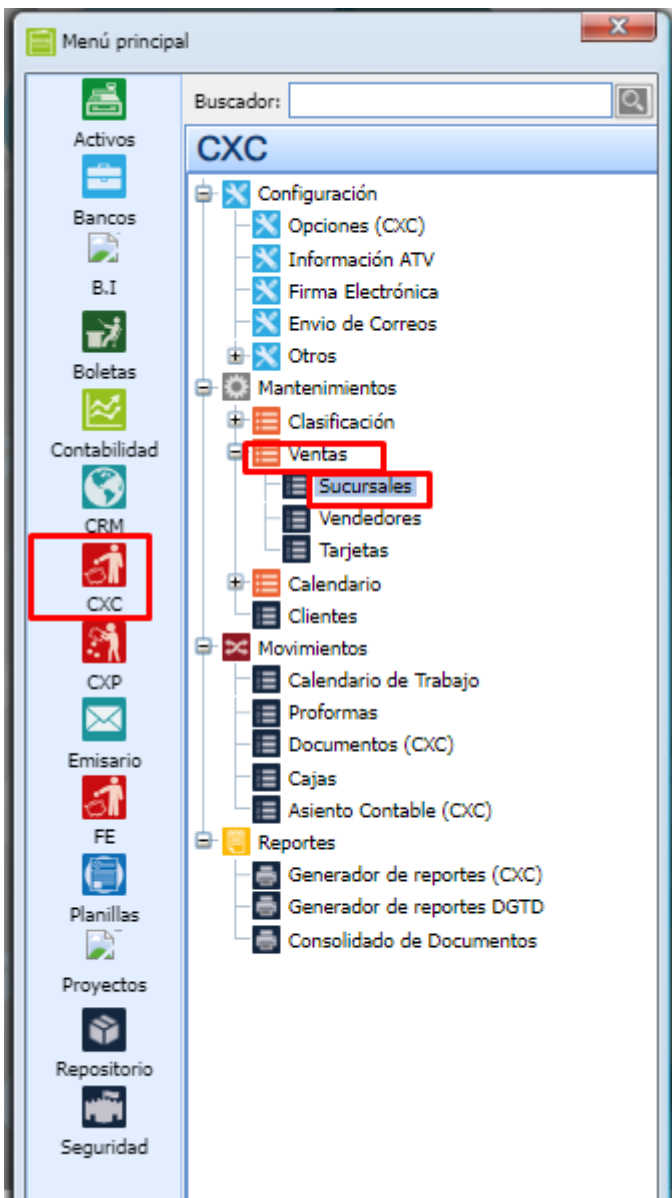 Menú principal
Activos
Bancos
B.I
Boletas
Contabilidad
CRM
CXC
CXP
Emisario
FE
Planillas
Proyectos
Repositorio
Seguridad
Buscador:
CXC
Configuración
Opciones (CXC)
Información ATV
Firma Electrónica
Envio de Correos
Otros
Mantenimientos
Clasificación
Ventas
Sucursales
Vendedores
Tarjetas
Calendario
Clientes
Movimientos
Calendario de Trabajo
Proformas
Documentos (CXC)
Cajas
Asiento Contable (CXC)
Reportes
Generador de reportes (CXC)
Generador de reportes DGTD
Consolidado de Documentos